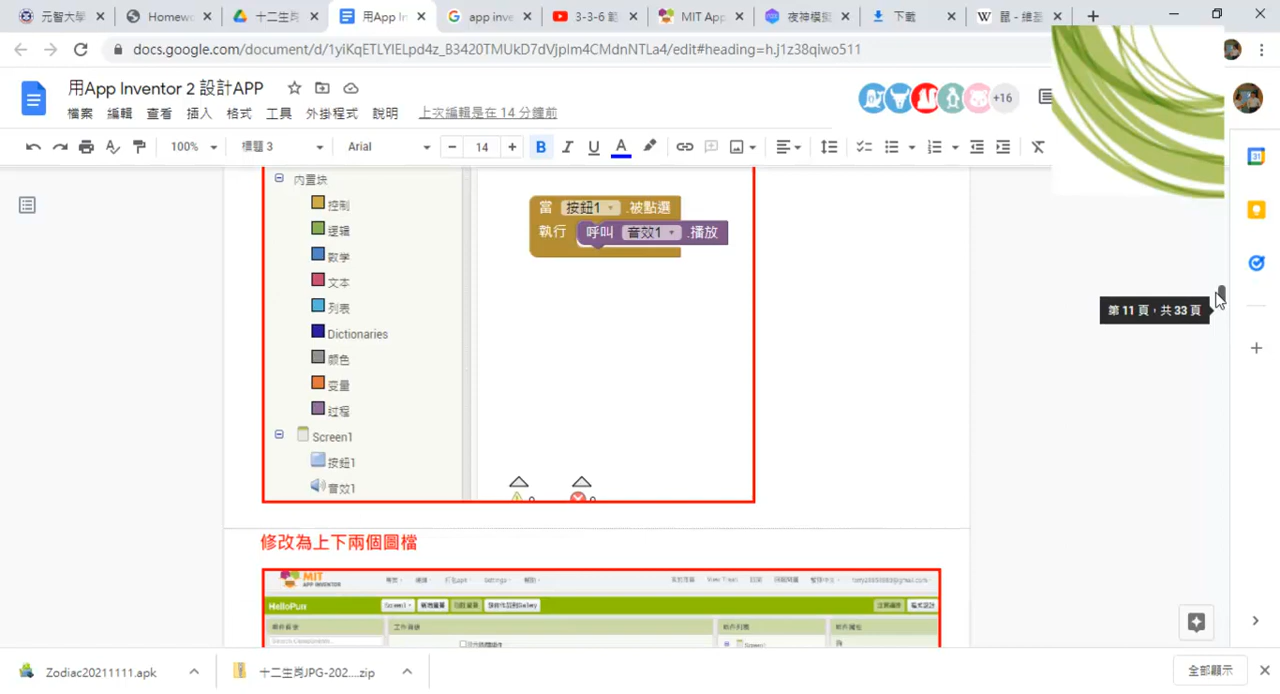 元智大學
Homew
十二生肖
用App In
app inve
3-3-6 範
MIT App
夜神模擬
下載
鼠 - 維基
docs.google.com/document/d/1yiKqETLYlELpd4z_B3420TMUkD7dVjpIm4CMdnNTLa4/edit#heading=h.j1z38qiwo511
用App Inventor 2 設計APP
檔案 編輯 查看 插入 格式 工具 外掛程式 說明 上次編輯是在 14 分鐘前
+16
100% 標題 3 Arial 14 B I U A
內置块
控制
逻辑
數学
文本
列表
Dictionaries
颜色
变量
过程
Screen1
按鈕1
音效1
當 按鈕1 .被點選
執行 呼叫 音效1 .播放
第 11 頁，共 33 頁
修改為上下兩個圖檔
MIT
APP INVENTOR
HelloPurr
Screen1
Zodiac20211111.apk
十二生肖JPG-202....zip
全部顯示